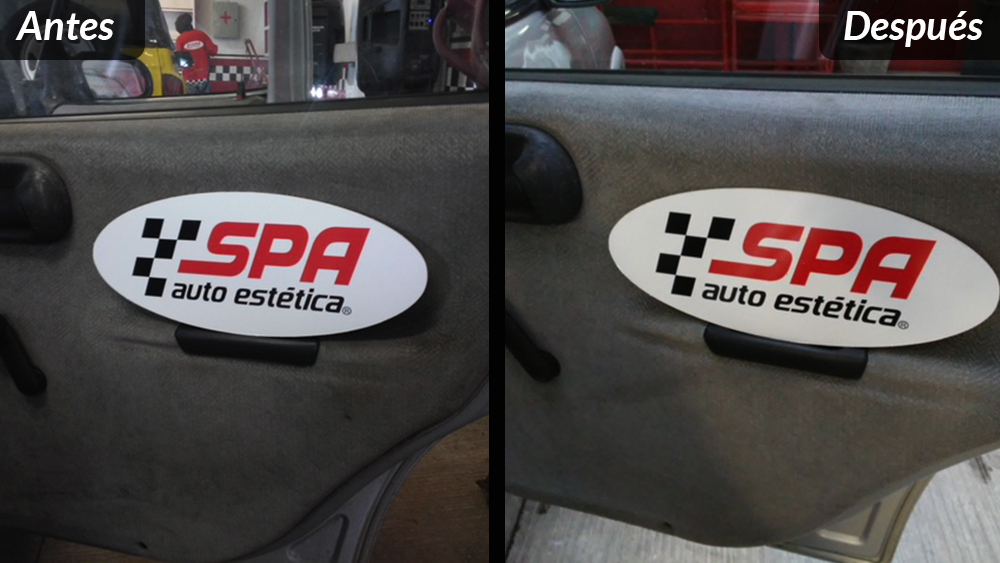 Antes
Después
SPA
auto estética®
SPA
auto estética®